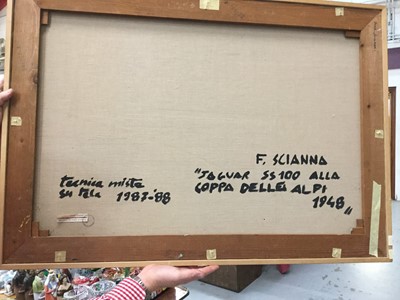 F. SCIANNA
"JAGUAR SS100 ALLA
COPPA DELLE ALPI
1948"
tecnica mista
su tela 1987-'88